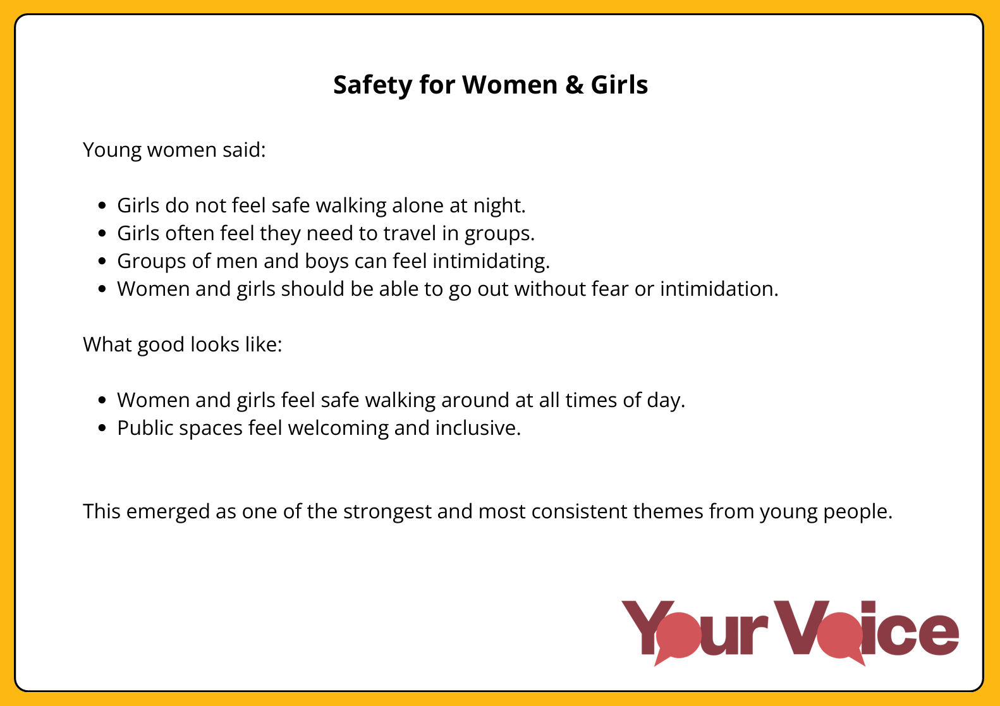 Safety for Women & Girls
Young women said:
• Girls do not feel safe walking alone at night.
• Girls often feel they need to travel in groups.
• Groups of men and boys can feel intimidating.
• Women and girls should be able to go out without fear or intimidation.
What good looks like:
• Women and girls feel safe walking around at all times of day.
• Public spaces feel welcoming and inclusive.
This emerged as one of the strongest and most consistent themes from young people.
Your Voice